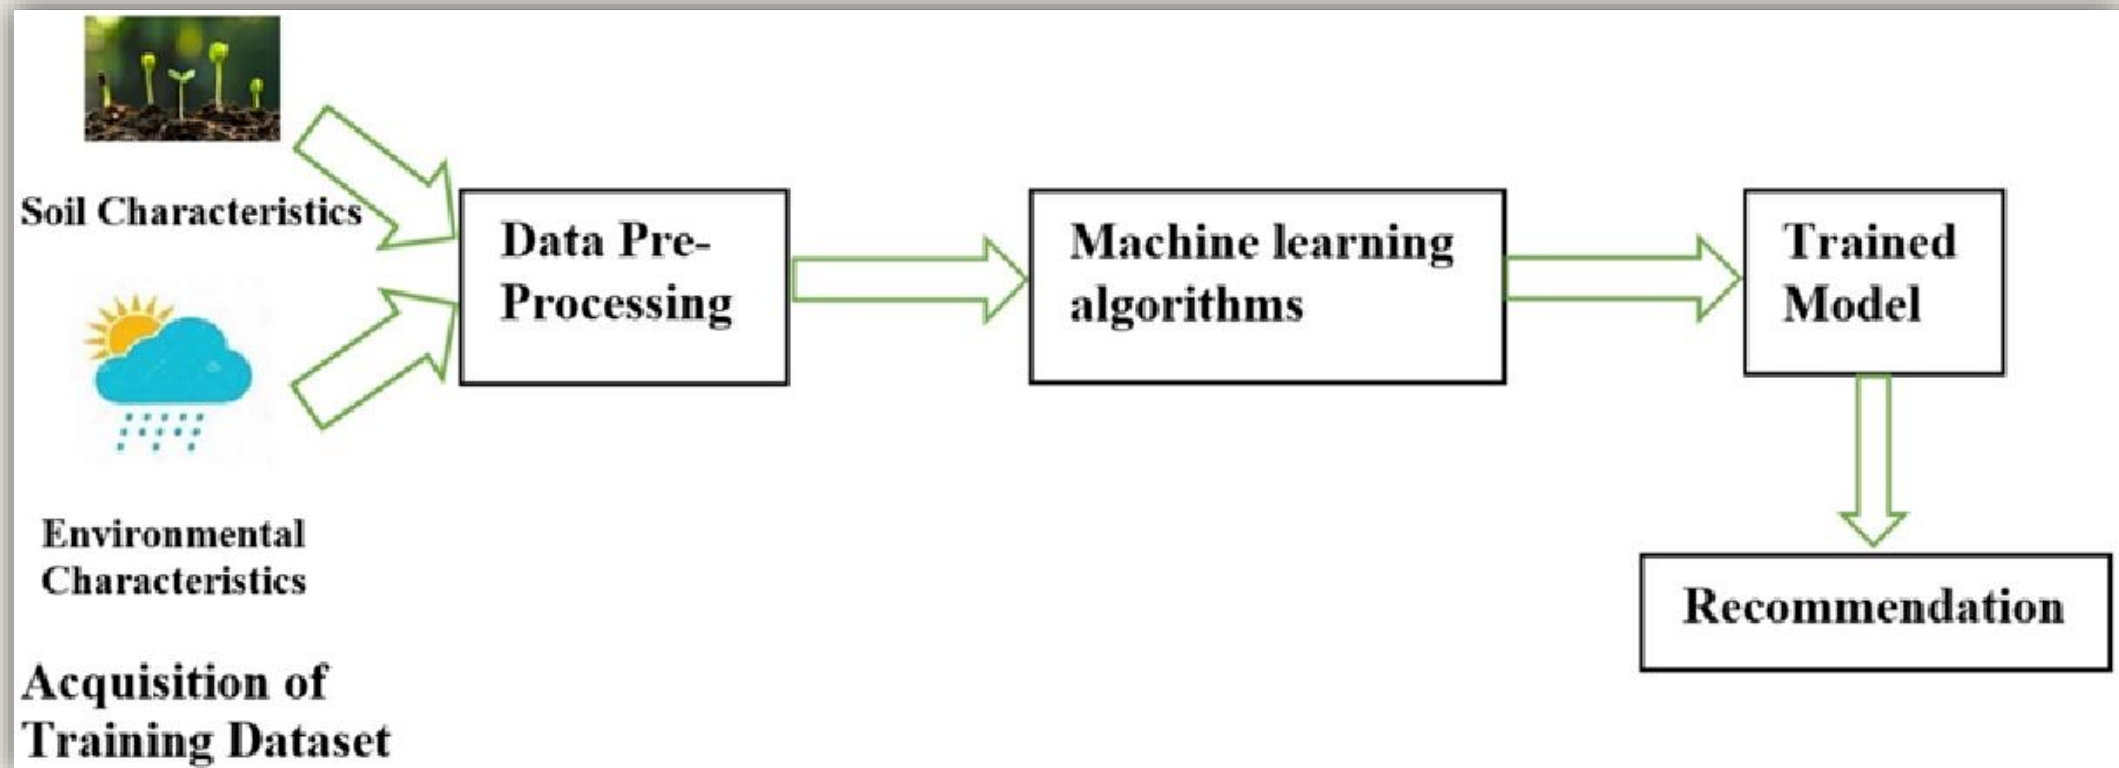 Soil Characteristics
Environmental
Characteristics
Acquisition of
Training Dataset
Data Pre-
Processing
Machine learning
algorithms
Trained
Model
Recommendation